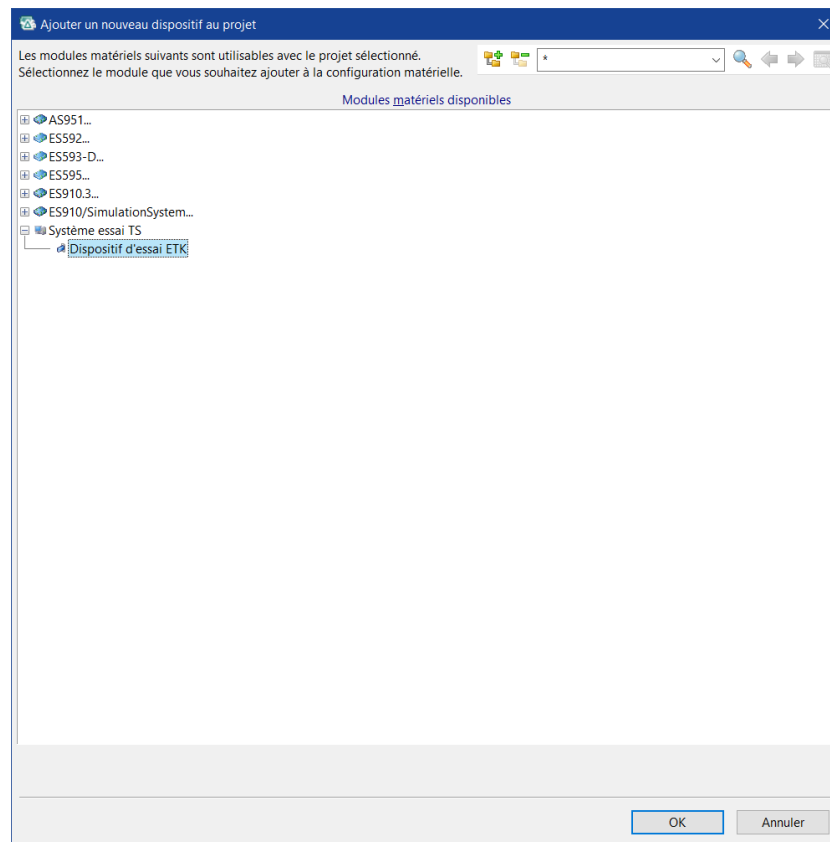 Ajouter un nouveau dispositif au projet
Les modules matériels suivants sont utilisables avec le projet sélectionné.
Sélectionnez le module que vous souhaitez ajouter à la configuration matérielle.
*
Modules matériels disponibles
AS951...
ES592...
ES593-D...
ES595...
ES910.3...
ES910/SimulationSystem...
Système essai TS
Dispositif d'essai ETK
OK
Annuler